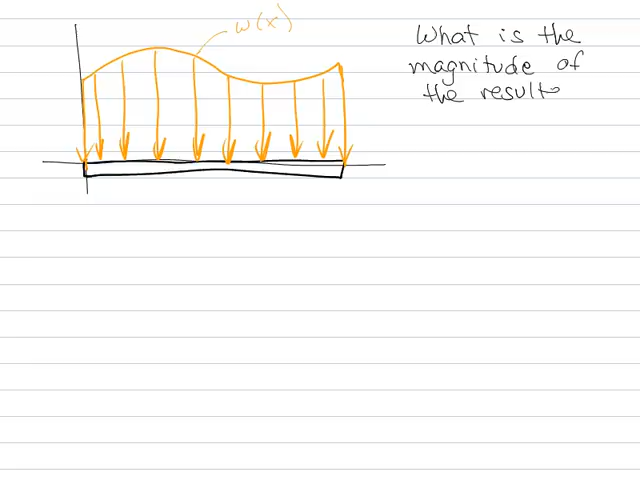 w(x)
What is the
magnitude of
the result